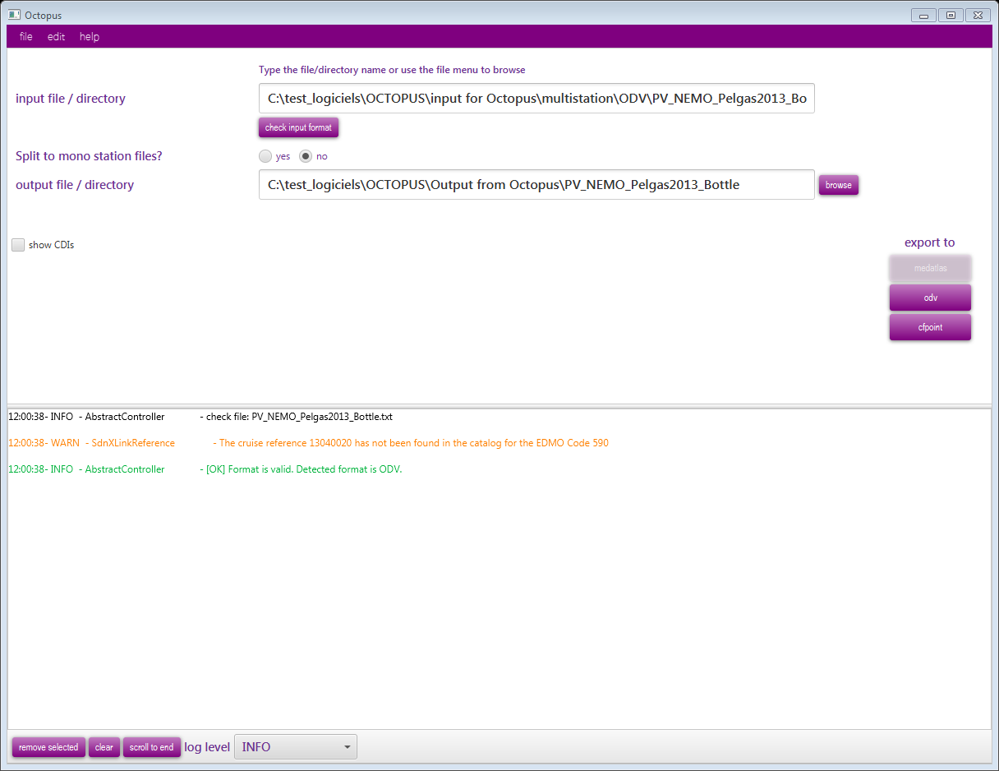 Octopus
file edit help
Type the file/directory name or use the file menu to browse
input file / directory
C:\test_logiciels\OCTOPUS\input for Octopus\multistation\ODV\PV_NEMO_Pelgas2013_Bo
check input format
Split to mono station files? yes no
output file / directory
C:\test_logiciels\OCTOPUS\Output from Octopus\PV_NEMO_Pelgas2013_Bottle
browse
show CDIs
export to
medatlas
odv
cfpoint
12:00:38- INFO - AbstractController - check file: PV_NEMO_Pelgas2013_Bottle.txt
12:00:38- WARN - SdnXLinkReference - The cruise reference 13040020 has not been found in the catalog for the EDMO Code 590
12:00:38- INFO - AbstractController - [OK] Format is valid. Detected format is ODV.
remove selected clear scroll to end log level INFO